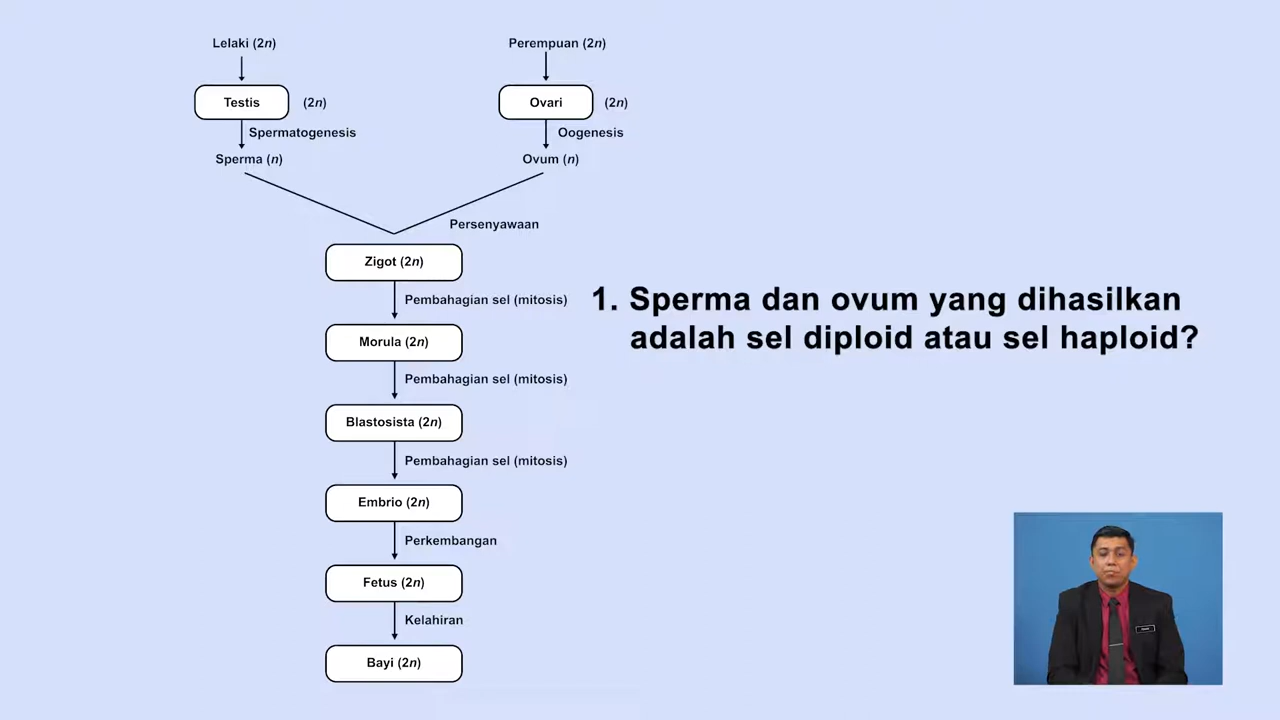 Lelaki (2n)
Perempuan (2n)
Testis
(2n)
Ovari
(2n)
Spermatogenesis
Oogenesis
Sperma (n)
Ovum (n)
Persenyawaan
Zigot (2n)
Pembahagian sel (mitosis)
1. Sperma dan ovum yang dihasilkan
adalah sel diploid atau sel haploid?
Morula (2n)
Pembahagian sel (mitosis)
Blastosista (2n)
Pembahagian sel (mitosis)
Embrio (2n)
Perkembangan
Fetus (2n)
Kelahiran
Bayi (2n)